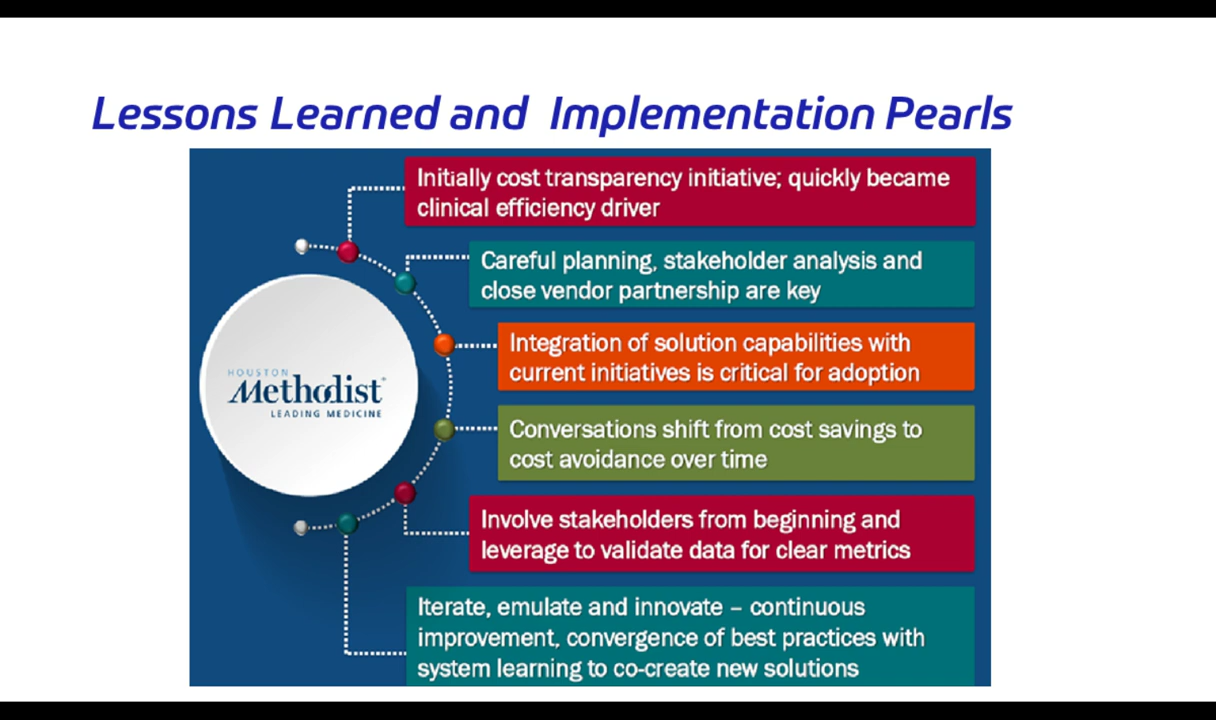 Lessons Learned and Implementation Pearls
Initially cost transparency initiative; quickly became
clinical efficiency driver
Careful planning, stakeholder analysis and
close vendor partnership are key
Integration of solution capabilities with
current initiatives is critical for adoption
HOUSTON
Methodist
LEADING MEDICINE
Conversations shift from cost savings to
cost avoidance over time
Involve stakeholders from beginning and
leverage to validate data for clear metrics
Iterate, emulate and innovate – continuous
improvement, convergence of best practices with
system learning to co-create new solutions